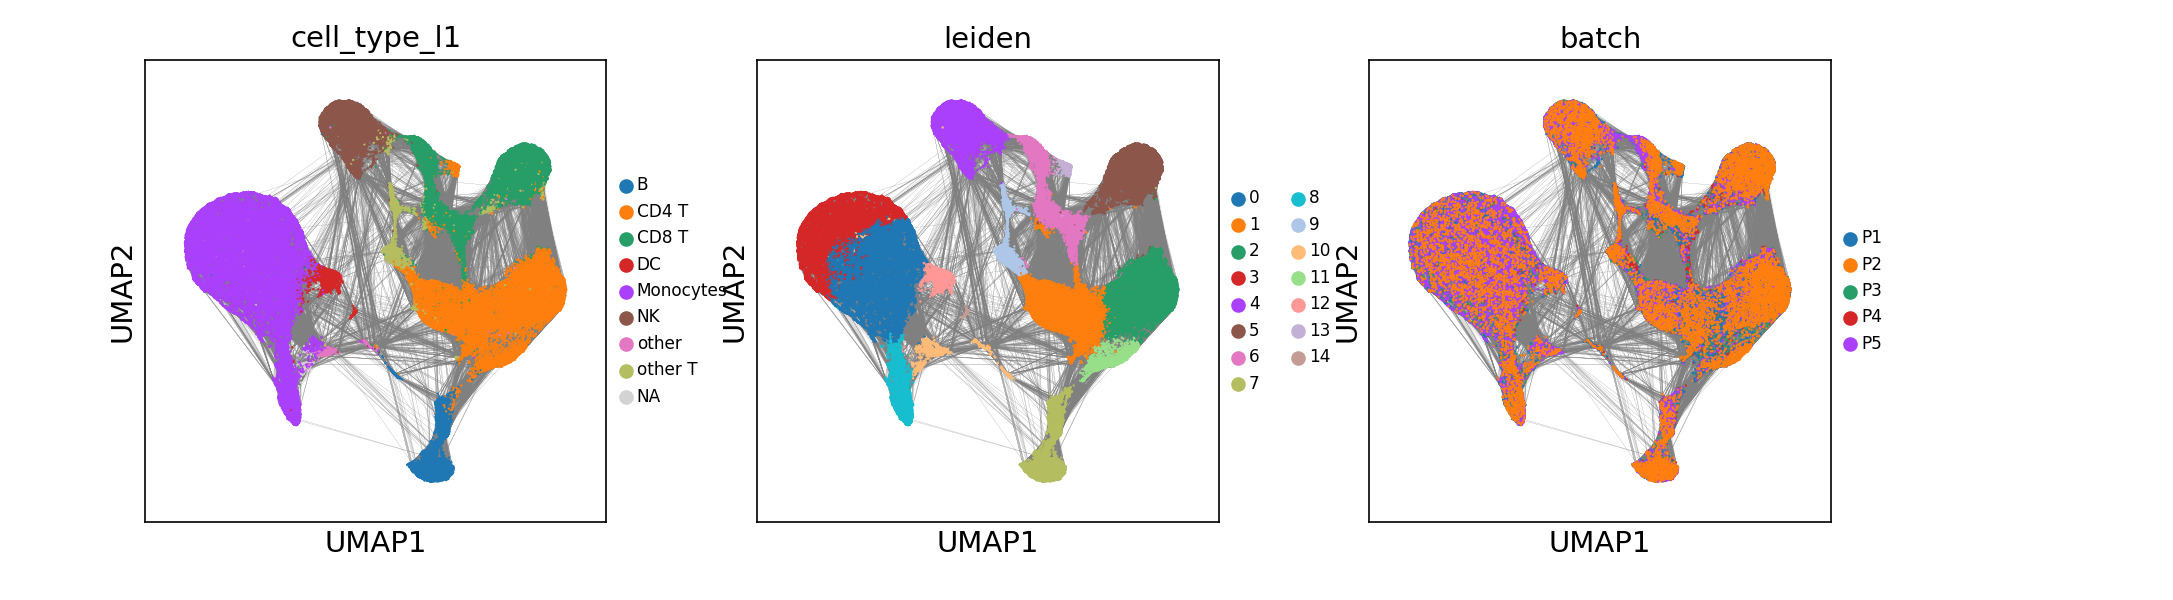 cell_type_l1
UMAP2
UMAP1
B
CD4 T
CD8 T
DC
Monocytes
NK
other
other T
NA
leiden
UMAP2
UMAP1
0
1
2
3
4
5
6
7
8
9
10
11
12
13
14
batch
UMAP2
UMAP1
P1
P2
P3
P4
P5